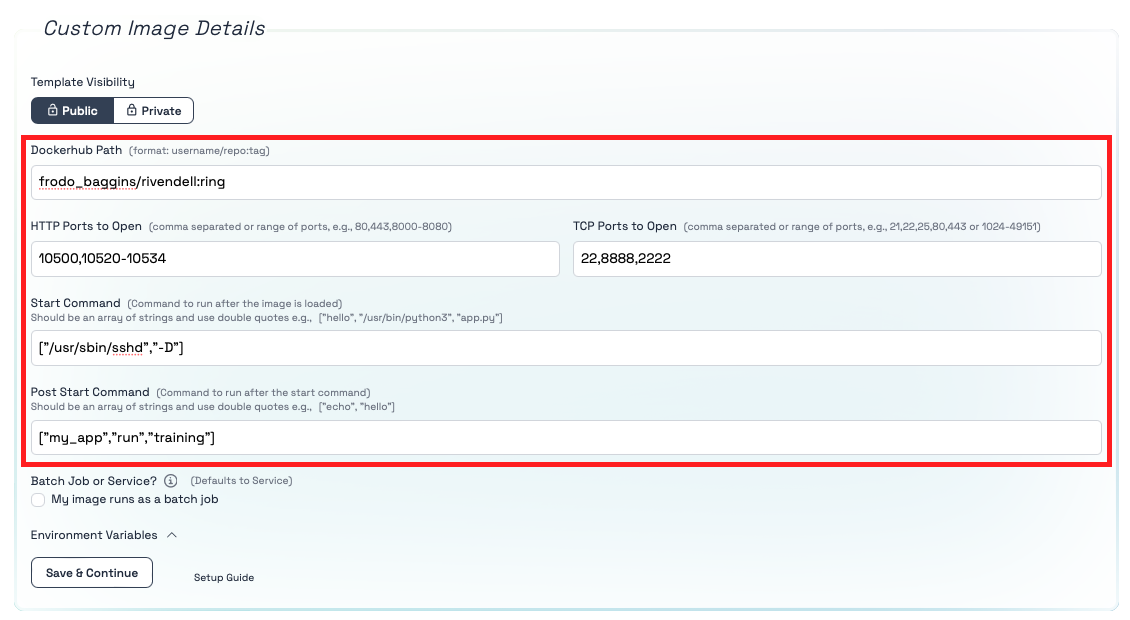 Custom Image Details
Template Visibility
Public Private
Dockerhub Path (format: username/repo:tag)
frodo_baggins/rivendell:ring
HTTP Ports to Open (comma separated or range of ports, e.g., 80,443,8000-8080)
10500,10520-10534
TCP Ports to Open (comma separated or range of ports, e.g., 21,22,25,80,443 or 1024-49151)
22,8888,2222
Start Command (Command to run after the image is loaded)
Should be an array of strings and use double quotes e.g., ["hello", "/usr/bin/python3", "app.py"]
["/usr/sbin/sshd","-D"]
Post Start Command (Command to run after the start command)
Should be an array of strings and use double quotes e.g., ["echo", "hello"]
["my_app","run","training"]
Batch Job or Service? (Defaults to Service)
My image runs as a batch job
Environment Variables
Save & Continue
Setup Guide